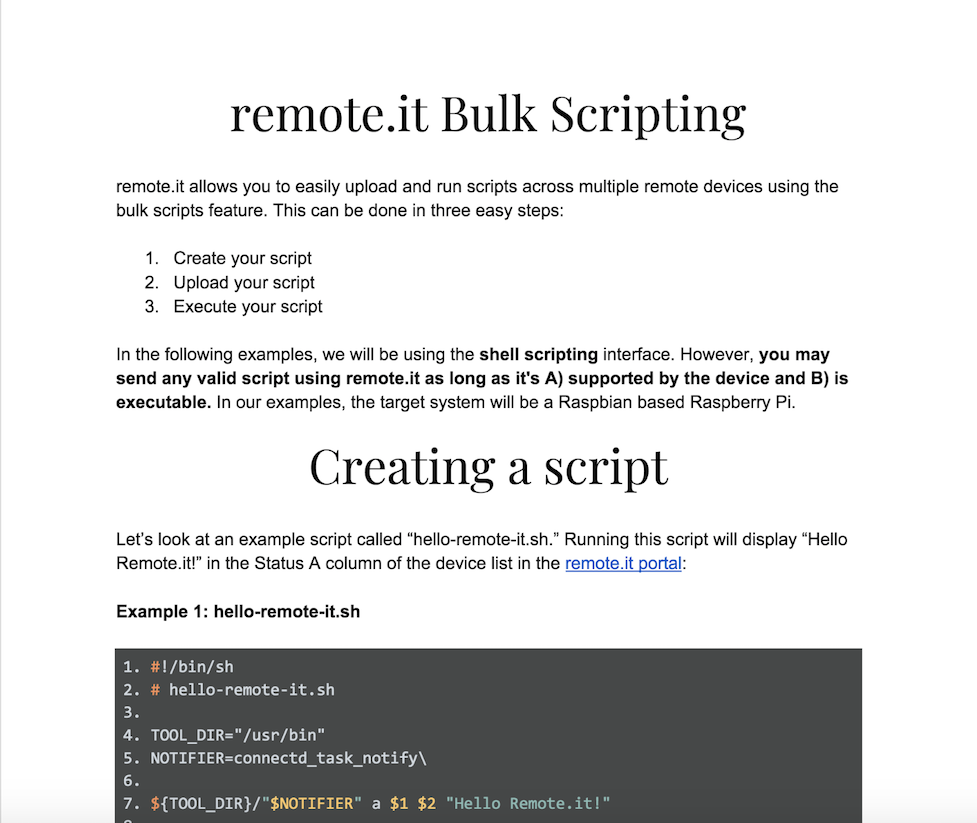 remote.it Bulk Scripting
remote.it allows you to easily upload and run scripts across multiple remote devices using the
bulk scripts feature. This can be done in three easy steps:
1. Create your script
2. Upload your script
3. Execute your script
In the following examples, we will be using the shell scripting interface. However, you may
send any valid script using remote.it as long as it's A) supported by the device and B) is
executable. In our examples, the target system will be a Raspbian based Raspberry Pi.
Creating a script
Let’s look at an example script called “hello-remote-it.sh.” Running this script will display “Hello
Remote.it!” in the Status A column of the device list in the remote.it portal:
Example 1: hello-remote-it.sh
1. #!/bin/sh
2. # hello-remote-it.sh
3.
4. TOOL_DIR="/usr/bin"
5. NOTIFIER=connectd_task_notify\
6.
7. ${TOOL_DIR}/"$NOTIFIER" a $1 $2 "Hello Remote.it!"